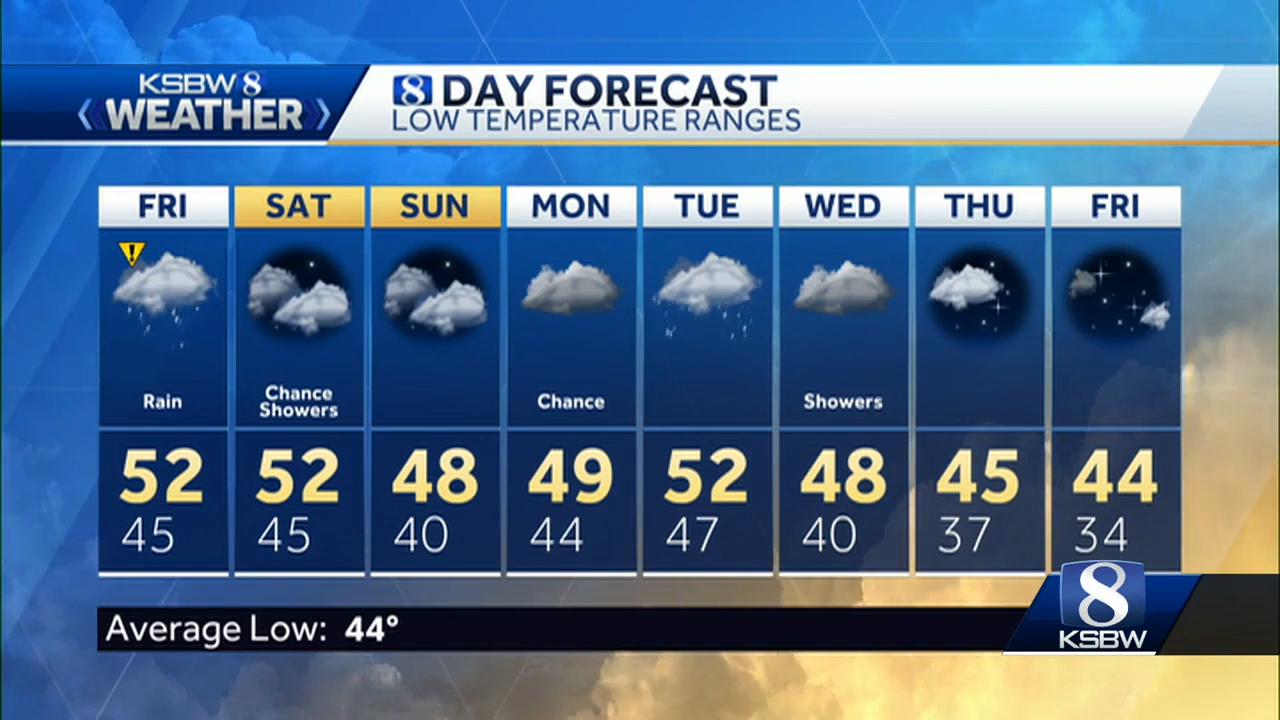 KSBW 8
WEATHER
8 DAY FORECAST
LOW TEMPERATURE RANGES
FRI SAT SUN MON TUE WED THU FRI
!
Rain
Chance
Showers
Chance
Showers
52 52 48 49 52 48 45 44
45 45 40 44 47 40 37 34
Average Low: 44°
8
KSBW